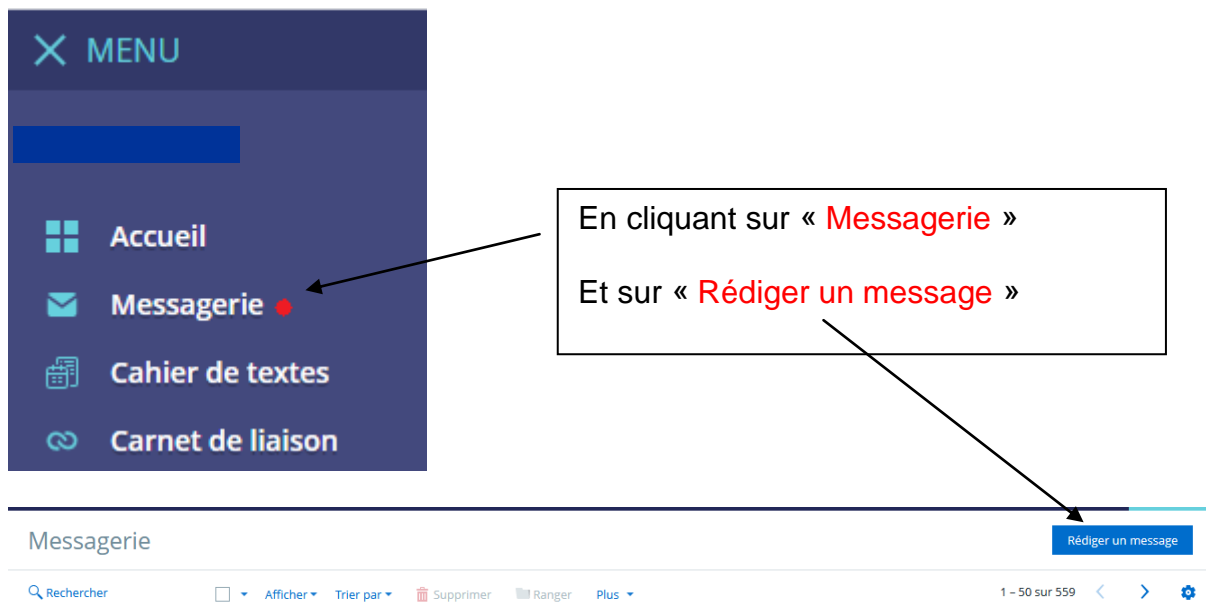 MENU
Accueil
Messagerie
Cahier de textes
Carnet de liaison
En cliquant sur « Messagerie »
Et sur « Rédiger un message »
Messagerie
Rédiger un message
Rechercher Afficher Trier par Supprimer Ranger Plus 1 – 50 sur 559